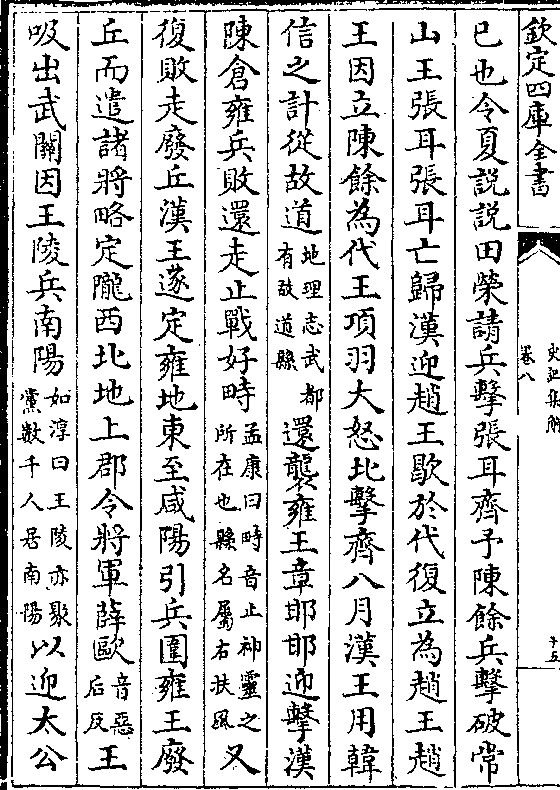 欽定四庫全書
史記集解
卷八
十五
已也令夏説説田榮請兵擊張耳齊予陳餘兵擊破常
山王張耳張耳亡歸漢迎趙王歇於代復立為趙王趙
王因立陳餘為代王項羽大怒北擊齊八月漢王用韓
信之計從故道地理志武都有故道縣還襲雍王章邯邯迎擊漢
陳倉雍兵敗還走止戰好畤孟康曰畤音止神靈之所在也縣名屬右扶風又
復敗走廢丘漢王遂定雍地東至咸陽引兵圍雍王廢
丘而遣諸將略定隴西北地上郡令將軍薛歐音惡后反王
吸出武關因王陵兵南陽如淳曰王陵亦聚黨數千人居南陽以迎太公